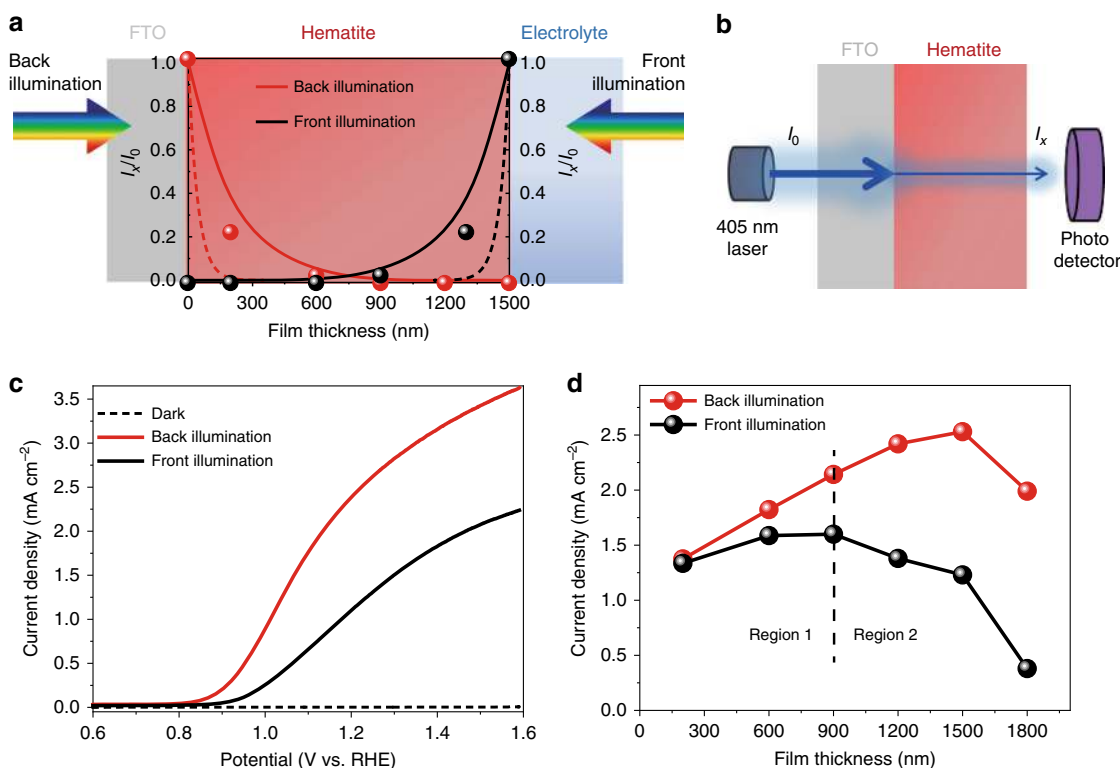 a
FTO
Hematite
Electrolyte
Back
illumination
Front
illumination
1.0
0.8
0.6
0.4
0.2
0.0
Iₓ/I₀
Back illumination
Front illumination
1.0
0.8
0.6
0.4
0.2
0.0
Iₓ/I₀
0 300 600 900 1200 1500
Film thickness (nm)
b
FTO
Hematite
I₀
Iₓ
405 nm
laser
Photo
detector
c
3.5
3.0
2.5
2.0
1.5
1.0
0.5
0.0
Current density (mA cm⁻²)
Dark
Back illumination
Front illumination
0.6 0.8 1.0 1.2 1.4 1.6
Potential (V vs. RHE)
d
Back illumination
Front illumination
2.5
2.0
1.5
1.0
0.5
0.0
Current density (mA cm⁻²)
Region 1 Region 2
0 300 600 900 1200 1500 1800
Film thickness (nm)